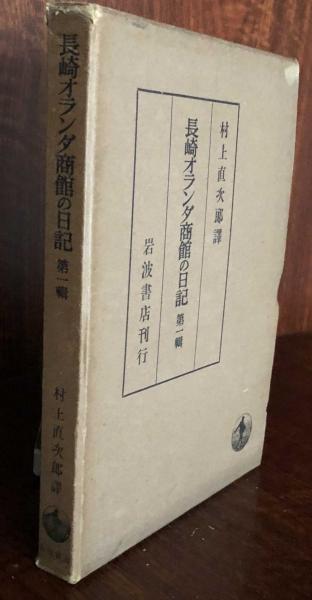 村上直次郎譯
長崎オランダ商館の日記 第一輯
岩波書店刊行
長崎オランダ商館の日記 第一輯
村上直次郎譯